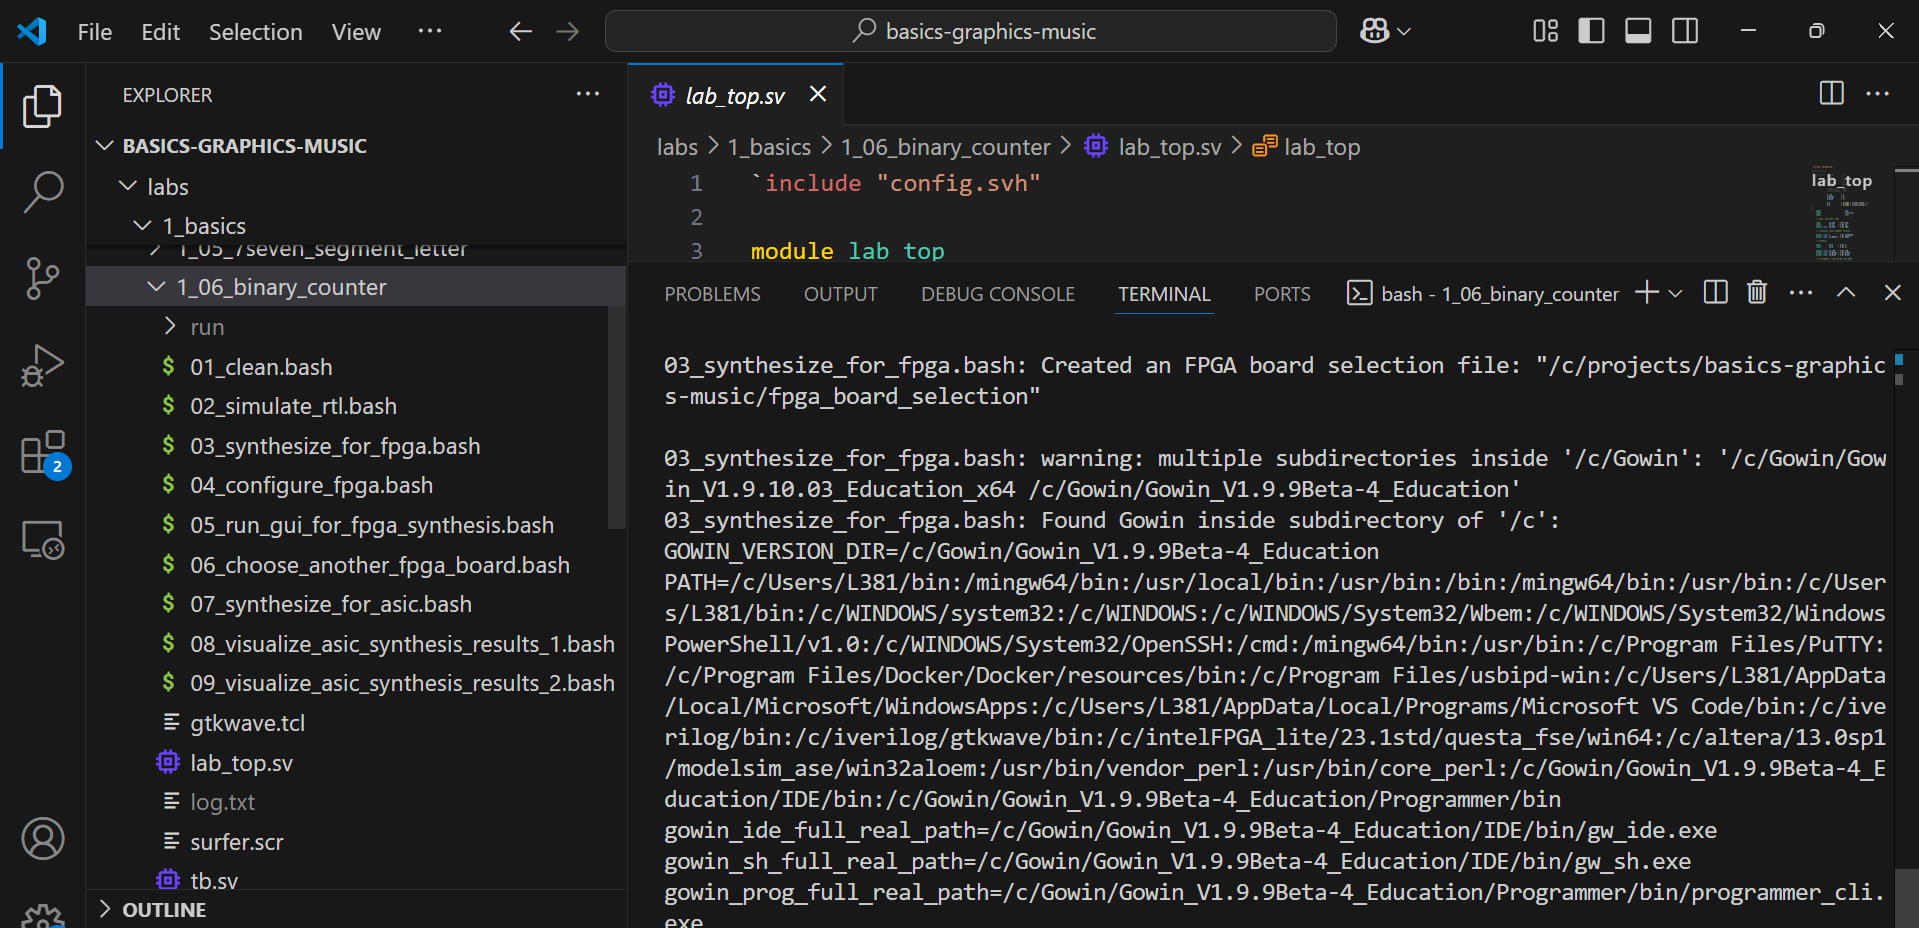 File Edit Selection View ··· basics-graphics-music
EXPLORER ···
BASICS-GRAPHICS-MUSIC
labs
1_basics
1_05_7seven_segment_letter
1_06_binary_counter
run
01_clean.bash
02_simulate_rtl.bash
03_synthesize_for_fpga.bash
04_configure_fpga.bash
05_run_gui_for_fpga_synthesis.bash
06_choose_another_fpga_board.bash
07_synthesize_for_asic.bash
08_visualize_asic_synthesis_results_1.bash
09_visualize_asic_synthesis_results_2.bash
gtkwave.tcl
lab_top.sv
log.txt
surfer.scr
tb.sv
OUTLINE
2
lab_top.sv
labs > 1_basics > 1_06_binary_counter > lab_top.sv > lab_top
1 `include "config.svh"
2
3 module lab_top
lab_top
PROBLEMS OUTPUT DEBUG CONSOLE TERMINAL PORTS bash - 1_06_binary_counter
03_synthesize_for_fpga.bash: Created an FPGA board selection file: "/c/projects/basics-graphic
s-music/fpga_board_selection"
03_synthesize_for_fpga.bash: warning: multiple subdirectories inside '/c/Gowin': '/c/Gowin/Gow
in_V1.9.10.03_Education_x64 /c/Gowin/Gowin_V1.9.9Beta-4_Education'
03_synthesize_for_fpga.bash: Found Gowin inside subdirectory of '/c':
GOWIN_VERSION_DIR=/c/Gowin/Gowin_V1.9.9Beta-4_Education
PATH=/c/Users/L381/bin:/mingw64/bin:/usr/local/bin:/usr/bin:/bin:/mingw64/bin:/usr/bin:/c/User
s/L381/bin:/c/WINDOWS/system32:/c/WINDOWS:/c/WINDOWS/System32/Wbem:/c/WINDOWS/System32/Windows
PowerShell/v1.0:/c/WINDOWS/System32/OpenSSH:/cmd:/mingw64/bin:/usr/bin:/c/Program Files/PuTTY:
/c/Program Files/Docker/Docker/resources/bin:/c/Program Files/usbipd-win:/c/Users/L381/AppData
/Local/Microsoft/WindowsApps:/c/Users/L381/AppData/Local/Programs/Microsoft VS Code/bin:/c/ive
rilog/bin:/c/iverilog/gtkwave/bin:/c/intelFPGA_lite/23.1std/questa_fse/win64:/c/altera/13.0sp1
/modelsim_ase/win32aloem:/usr/bin/vendor_perl:/usr/bin/core_perl:/c/Gowin/Gowin_V1.9.9Beta-4_E
ducation/IDE/bin:/c/Gowin/Gowin_V1.9.9Beta-4_Education/Programmer/bin
gowin_ide_full_real_path=/c/Gowin/Gowin_V1.9.9Beta-4_Education/IDE/bin/gw_ide.exe
gowin_sh_full_real_path=/c/Gowin/Gowin_V1.9.9Beta-4_Education/IDE/bin/gw_sh.exe
gowin_prog_full_real_path=/c/Gowin/Gowin_V1.9.9Beta-4_Education/Programmer/bin/programmer_cli.
exe